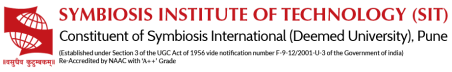 SYMBIOSIS INSTITUTE OF TECHNOLOGY (SIT)
Constituent of Symbiosis International (Deemed University), Pune
(Established under Section 3 of the UGC Act of 1956 vide notification number F-9-12/2001-U-3 of the Government of India)
Re-Accredited by NAAC with 'A++' Grade
॥वसुधैव कुटुम्बकम्॥